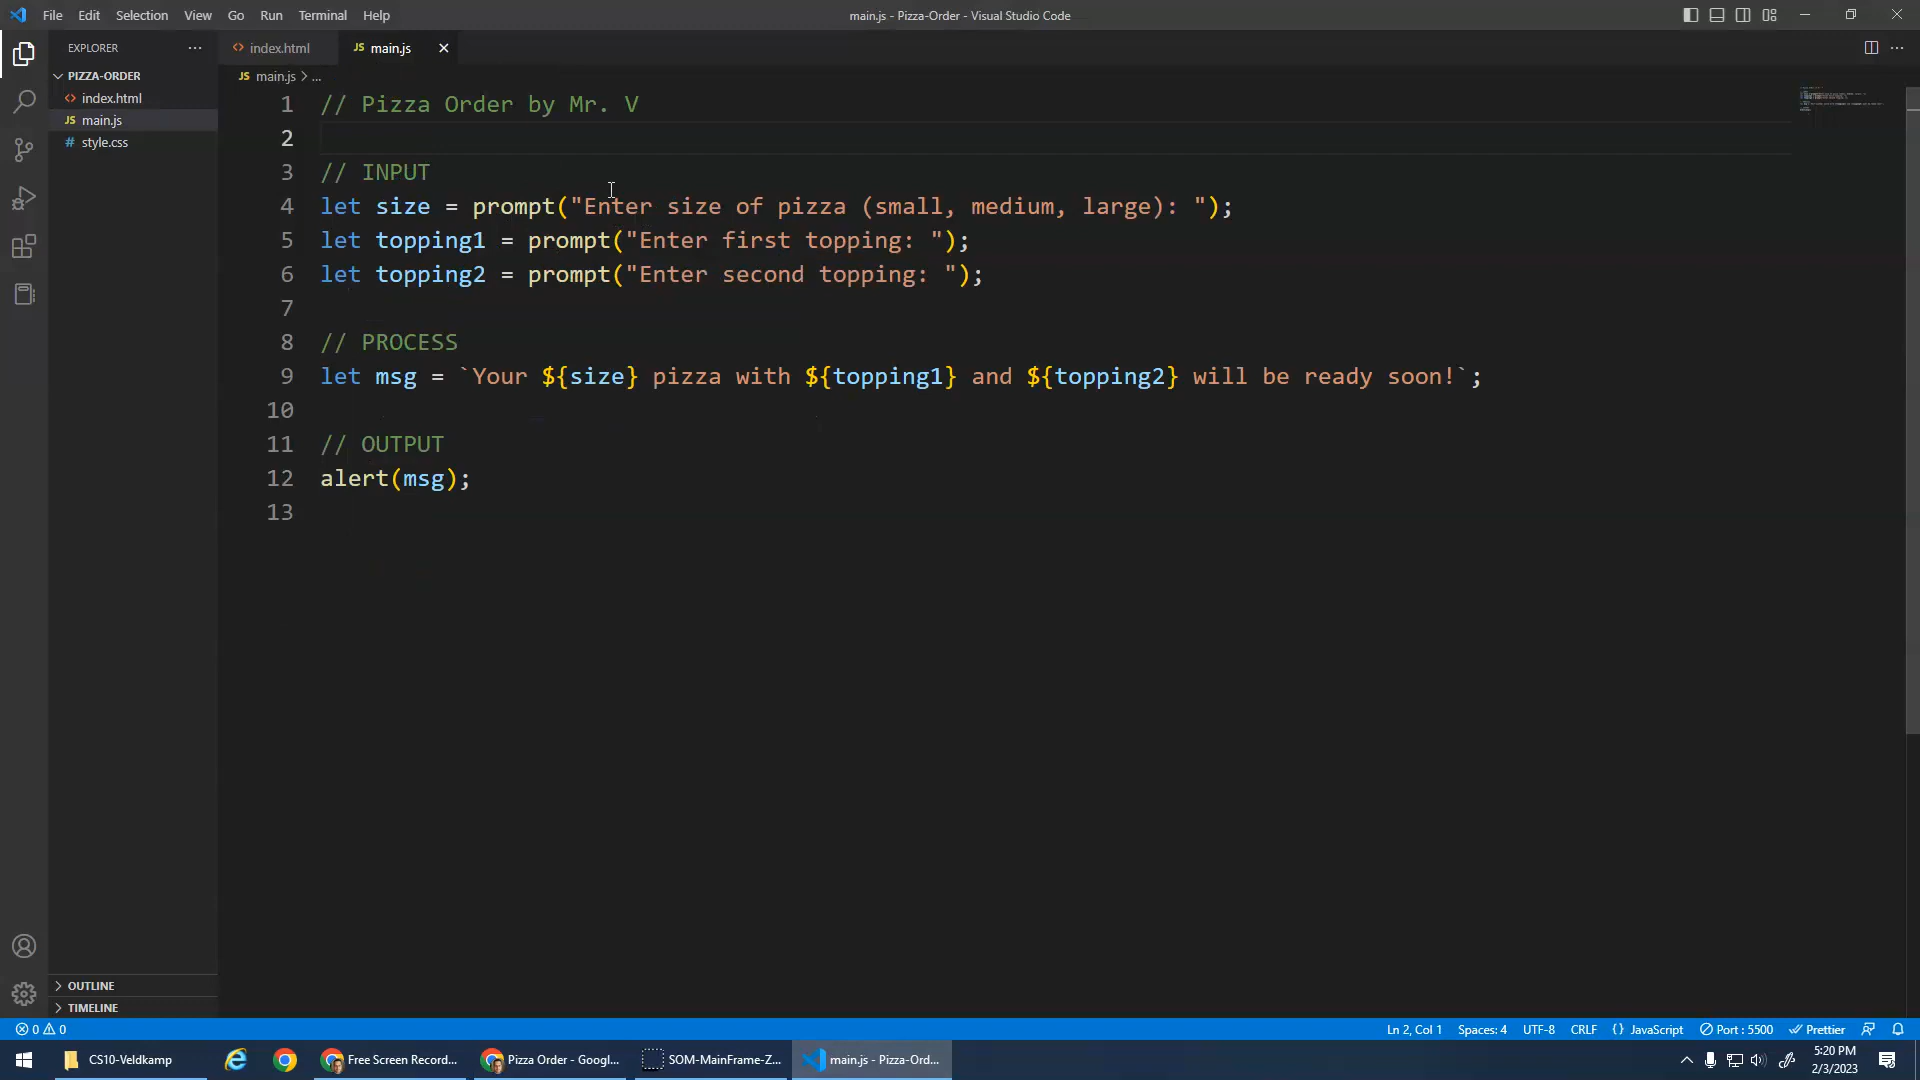 File Edit Selection View Go Run Terminal Help
main.js - Pizza-Order - Visual Studio Code
EXPLORER
PIZZA-ORDER
index.html
main.js
style.css
OUTLINE
TIMELINE
index.html
JS main.js
JS main.js > ...
1 // Pizza Order by Mr. V
2
3 // INPUT
4 let size = prompt("Enter size of pizza (small, medium, large): ");
5 let topping1 = prompt("Enter first topping: ");
6 let topping2 = prompt("Enter second topping: ");
7
8 // PROCESS
9 let msg = `Your ${size} pizza with ${topping1} and ${topping2} will be ready soon!`;
10
11 // OUTPUT
12 alert(msg);
13
0 0
Ln 2, Col 1 Spaces: 4 UTF-8 CRLF {} JavaScript Port : 5500 Prettier
CS10-Veldkamp
Free Screen Record...
Pizza Order - Googl...
SOM-MainFrame-Z...
main.js - Pizza-Ord...
5:20 PM
2/3/2023